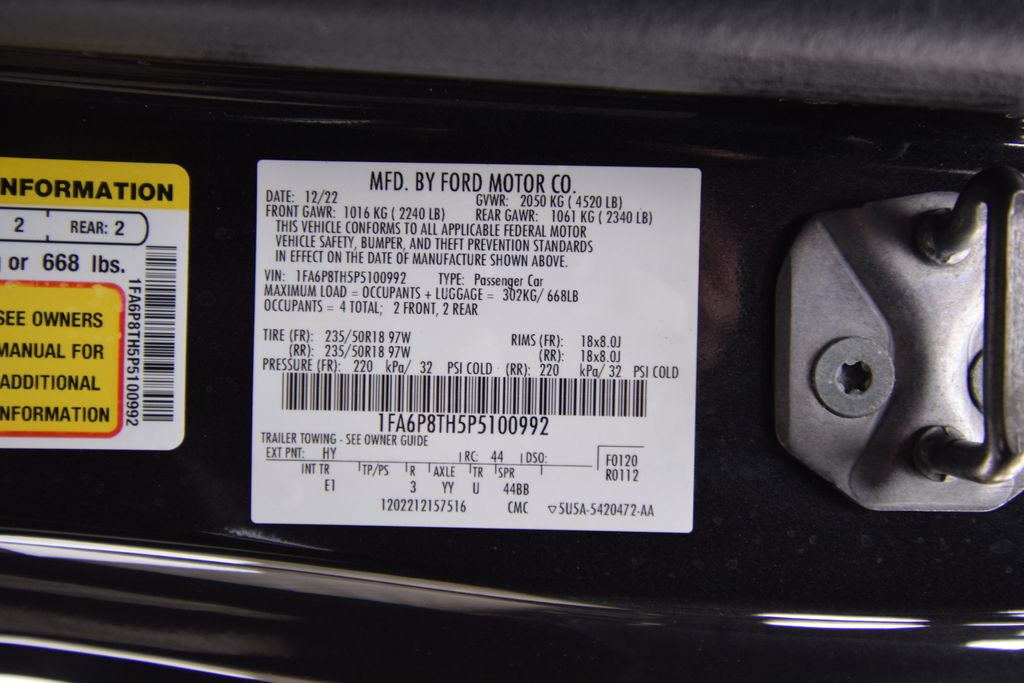 NFORMATION
2 REAR: 2
or 668 lbs.
SEE OWNERS
MANUAL FOR
ADDITIONAL
NFORMATION
1FA6P8TH5P5100992
MFD. BY FORD MOTOR CO.
DATE: 12/22 GVWR: 2050 KG ( 4520 LB)
FRONT GAWR: 1016 KG ( 2240 LB) REAR GAWR: 1061 KG ( 2340 LB)
THIS VEHICLE CONFORMS TO ALL APPLICABLE FEDERAL MOTOR
VEHICLE SAFETY, BUMPER, AND THEFT PREVENTION STANDARDS
IN EFFECT ON THE DATE OF MANUFACTURE SHOWN ABOVE.
VIN: 1FA6P8TH5P5100992 TYPE: Passenger Car
MAXIMUM LOAD = OCCUPANTS + LUGGAGE = 302KG/ 668LB
OCCUPANTS = 4 TOTAL; 2 FRONT, 2 REAR
TIRE (FR): 235/50R18 97W RIMS (FR): 18x8.0J
(RR): 235/50R18 97W (RR): 18x8.0J
PRESSURE (FR): 220 kPa/ 32 PSI COLD (RR): 220 kPa/ 32 PSI COLD
1FA6P8TH5P5100992
TRAILER TOWING - SEE OWNER GUIDE
EXT PNT: HY RC: 44 DSO: F0120
INT TR TP/PS R AXLE TR SPR R0112
E1 3 YY U 44BB
1202212157516 CMC ▽5U5A-5420472-AA